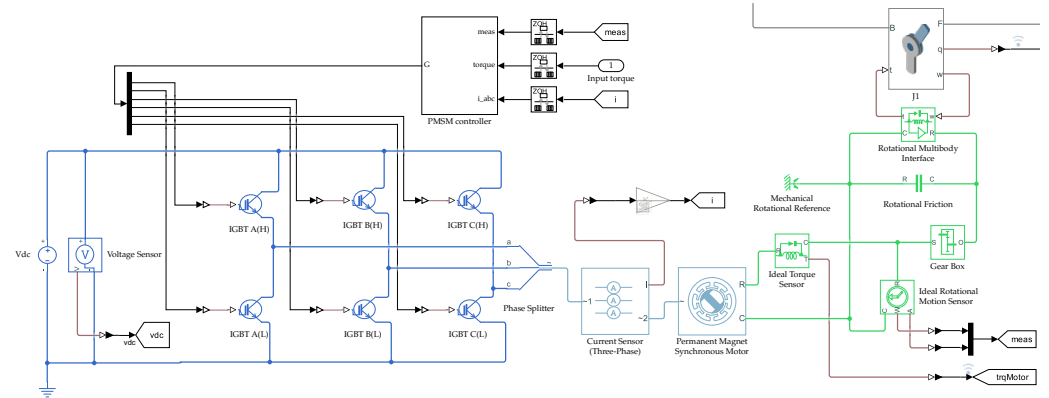 ZOH
meas
meas
G
torque
1
Input torque
ZOH
i_abc
i
ZOH
PMSM controller
B
F
q
t
w
J1
t
w
C
R
Rotational Multibody
Interface
Mechanical
Rotational Reference
R
C
Rotational Friction
IGBT A(H)
IGBT B(H)
IGBT C(H)
i
Vdc
+
-
V
Voltage Sensor
a
b
c
~
Phase Splitter
S
O
Gear Box
R
C
T
Ideal Torque
Sensor
IGBT A(L)
IGBT B(L)
IGBT C(L)
A
A
A
I
~1
~2
Current Sensor
(Three-Phase)
~
R
C
Permanent Magnet
Synchronous Motor
R
C
W
A
Ideal Rotational
Motion Sensor
V
vdc
vdc
meas
trqMotor